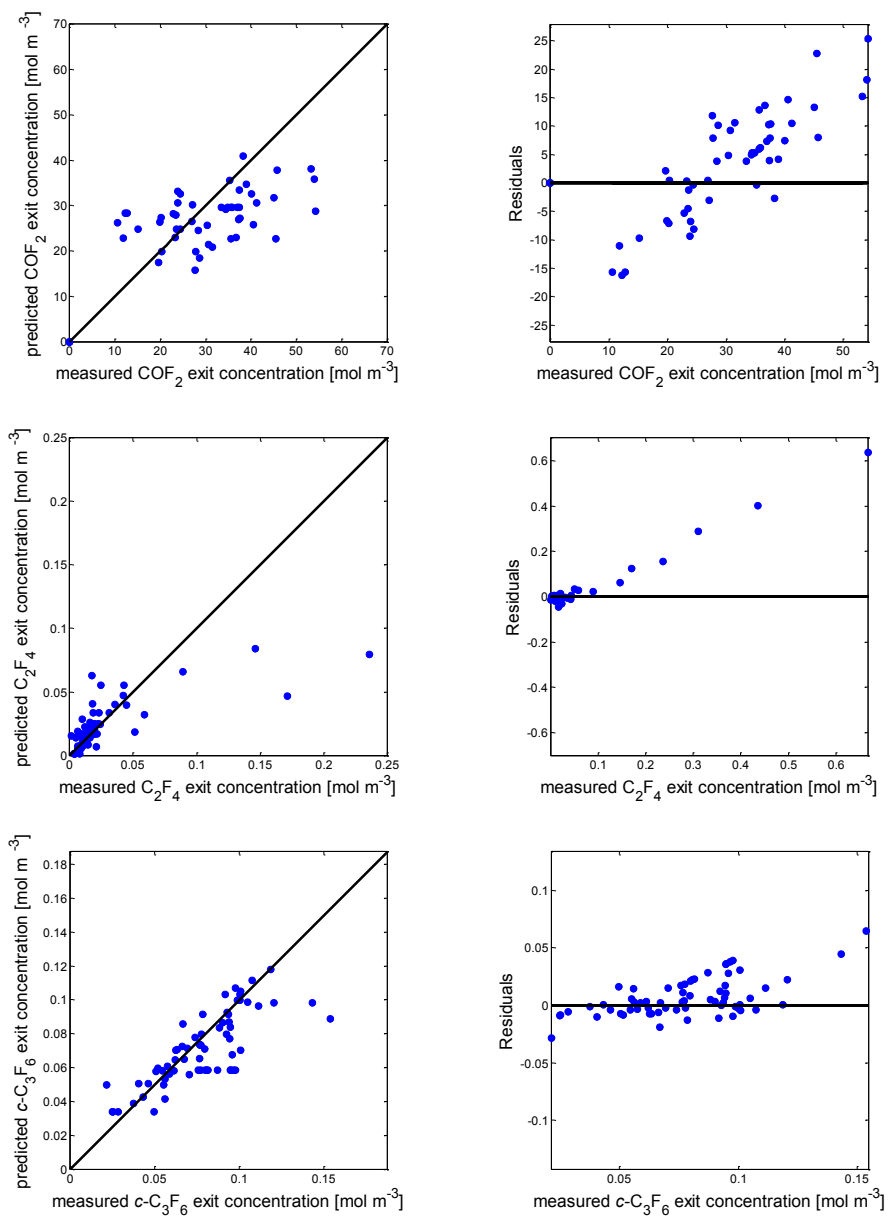 70
60
50
40
30
20
10
0
0 10 20 30 40 50 60 70
predicted COF2 exit concentration [mol m -3]
measured COF2 exit concentration [mol m-3]
25
20
15
10
5
0
-5
-10
-15
-20
-25
0 10 20 30 40 50
Residuals
measured COF2 exit concentration [mol m-3]
0.25
0.2
0.15
0.1
0.05
0
0 0.05 0.1 0.15 0.2 0.25
predicted C2F4 exit concentration [mol m -3]
measured C2F4 exit concentration [mol m-3]
0.6
0.4
0.2
0
-0.2
-0.4
-0.6
0.1 0.2 0.3 0.4 0.5 0.6
Residuals
measured C2F4 exit concentration [mol m-3]
0.18
0.16
0.14
0.12
0.1
0.08
0.06
0.04
0.02
0
0 0.05 0.1 0.15
predicted c-C3F6 exit concentration [mol m -3]
measured c-C3F6 exit concentration [mol m-3]
0.1
0.05
0
-0.05
-0.1
0.05 0.1 0.15
Residuals
measured c-C3F6 exit concentration [mol m-3]